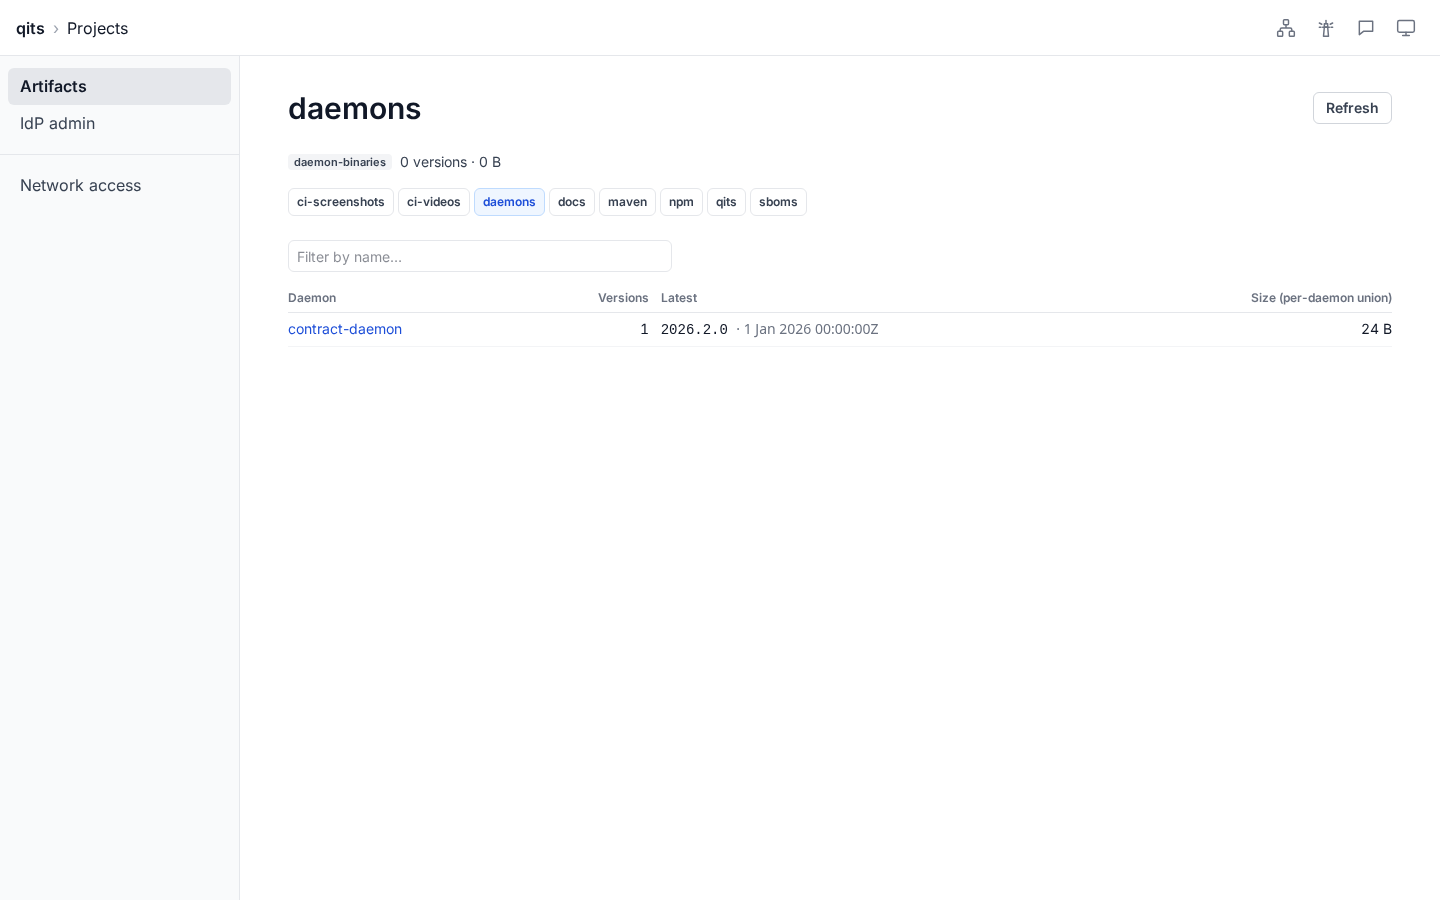 qits › Projects
Artifacts
IdP admin
Network access
daemons
Refresh
daemon-binaries 0 versions · 0 B
ci-screenshots ci-videos daemons docs maven npm qits sboms
Filter by name...
Daemon Versions Latest Size (per-daemon union)
contract-daemon 1 2026.2.0 · 1 Jan 2026 00:00:00Z 24 B